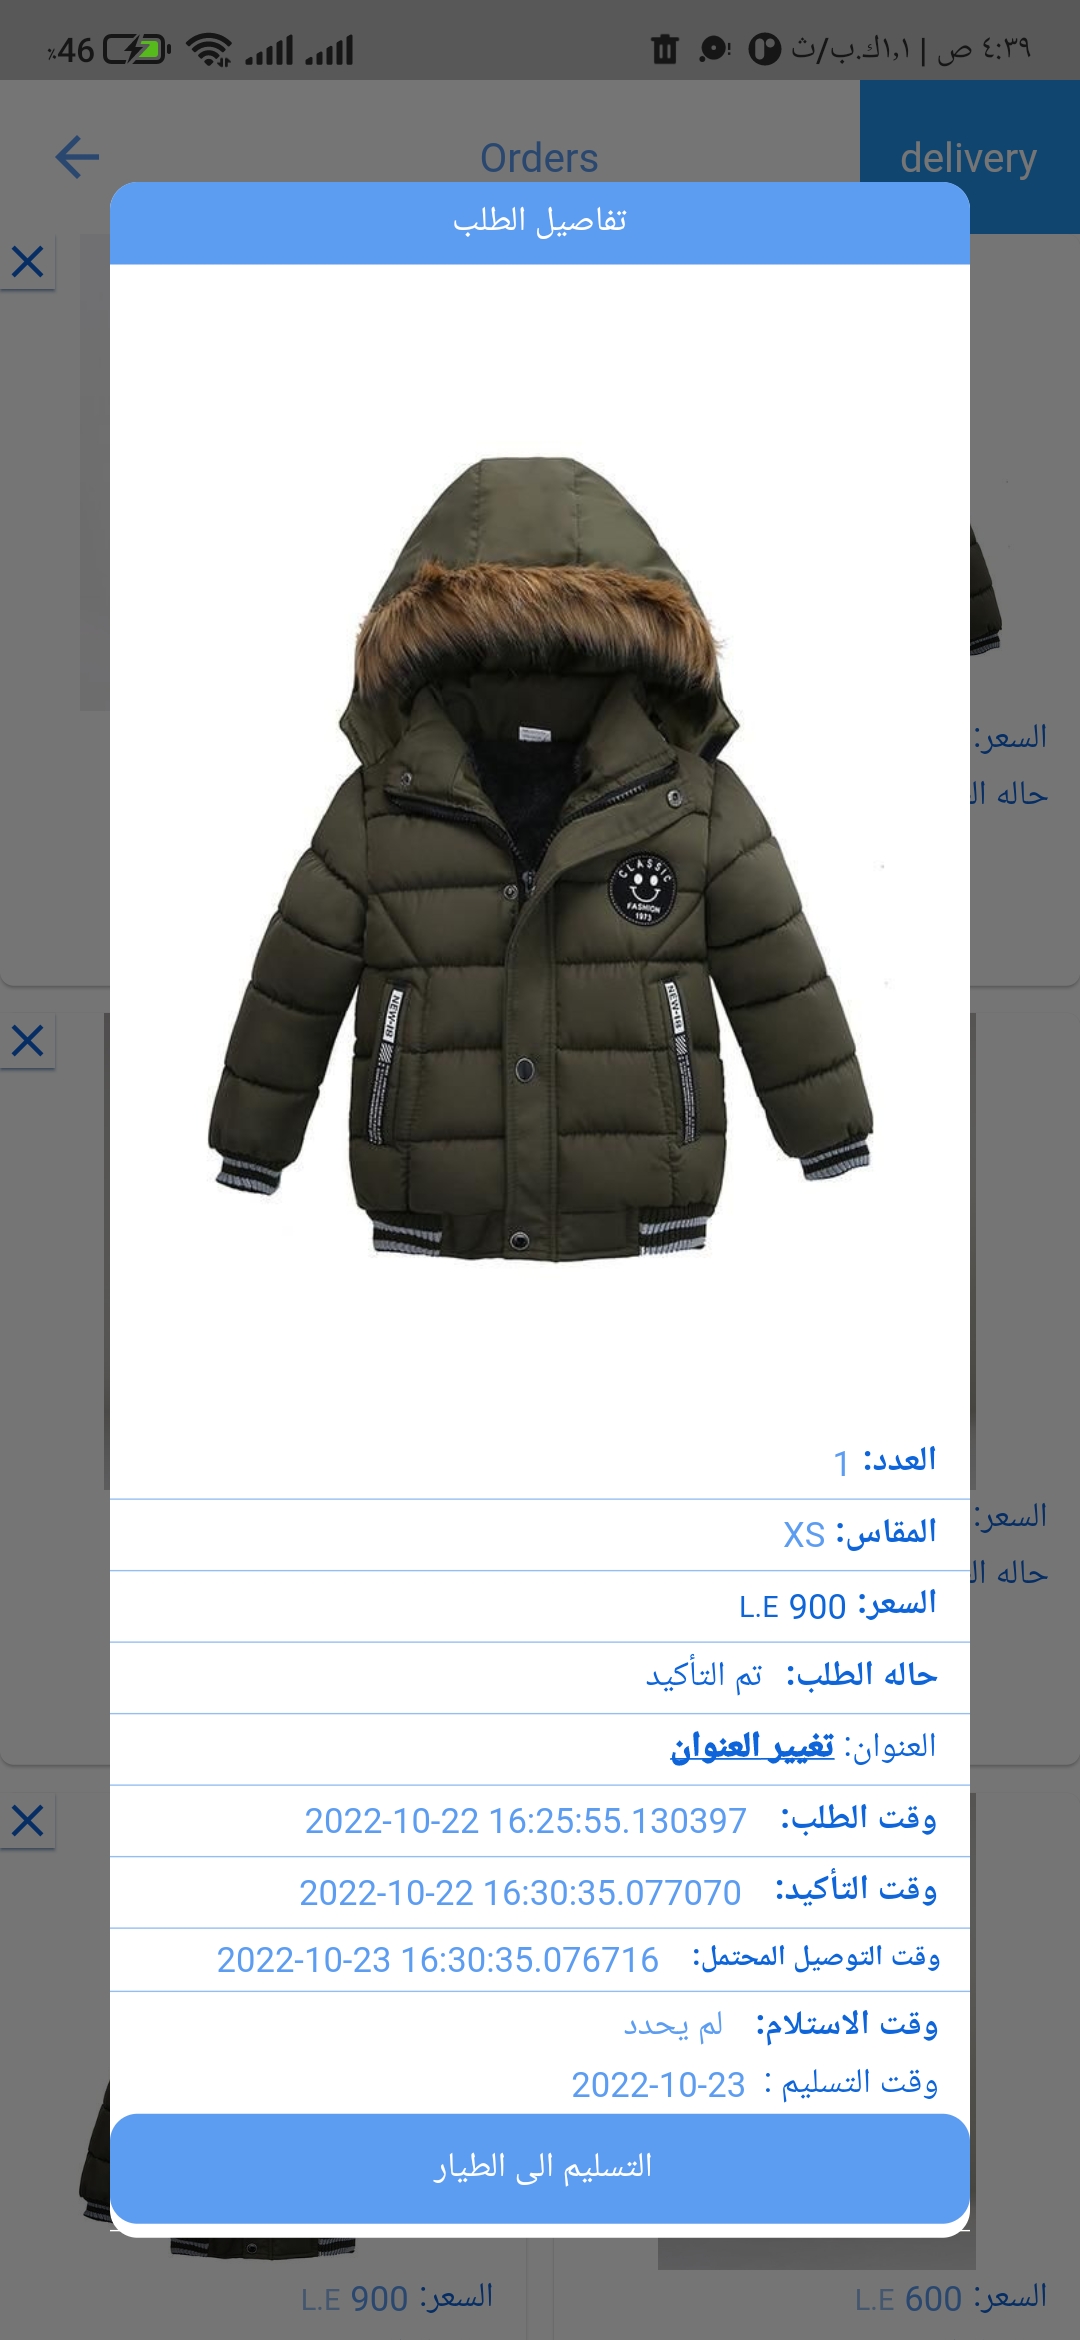 ٤:٣٩ ص | ١,١ك.ب/ث
46٪
Orders
delivery
تفاصيل الطلب
CLASSIC
FASHION
1973
NEW-18
NEW-18
السعر:
السعر:
العدد: 1
المقاس: XS
السعر: 900 L.E
حاله الطلب: تم التأكيد
العنوان: تغيير العنوان
وقت الطلب: 2022-10-22 16:25:55.130397
وقت التأكيد: 2022-10-22 16:30:35.077070
وقت التوصيل المحتمل: 2022-10-23 16:30:35.076716
وقت الاستلام: لم يحدد
وقت التسليم : 2022-10-23
التسليم الى الطيار
السعر: 600 L.E
السعر: 900 L.E